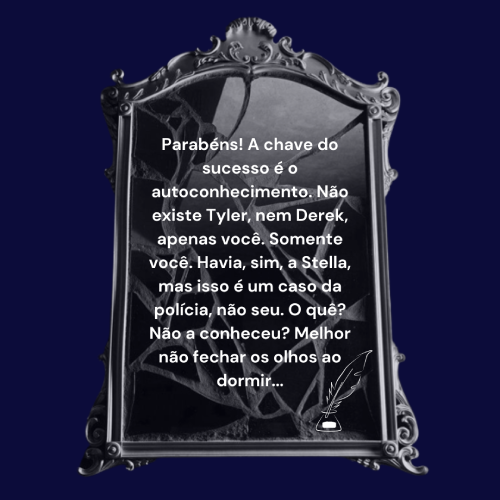 Parabéns! A chave do
sucesso é o
autoconhecimento. Não
existe Tyler, nem Derek,
apenas você. Somente
você. Havia, sim, a Stella,
mas isso é um caso da
polícia, não seu. O quê?
Não a conheceu? Melhor
não fechar os olhos ao
dormir...